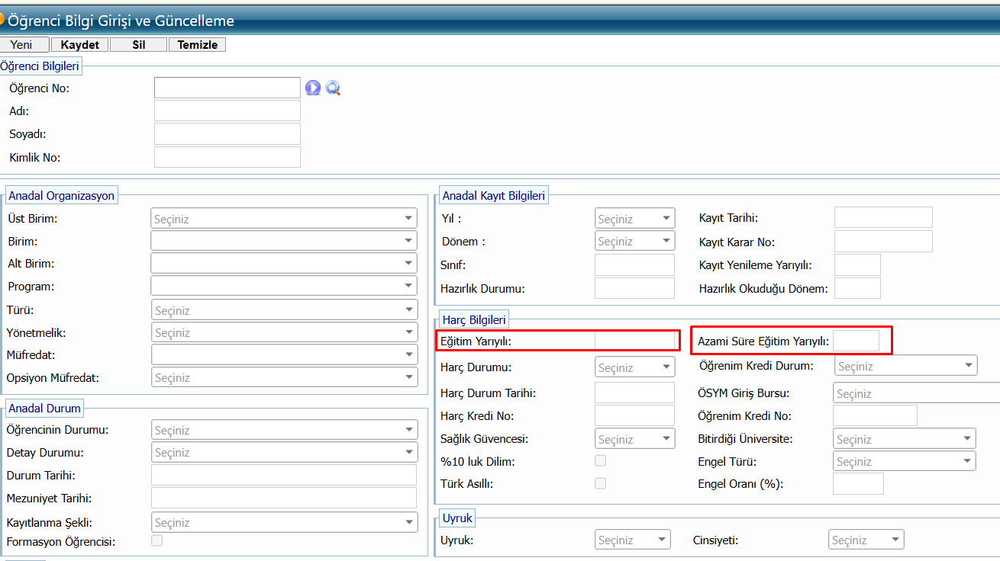 Öğrenci Bilgi Girişi ve Güncelleme
Yeni Kaydet Sil Temizle
Öğrenci Bilgileri
Öğrenci No:
Adı:
Soyadı:
Kimlik No:
Anadal Organizasyon
Üst Birim: Seçiniz
Birim:
Alt Birim:
Program:
Türü: Seçiniz
Yönetmelik: Seçiniz
Müfredat:
Opsiyon Müfredat: Seçiniz
Anadal Durum
Öğrencinin Durumu: Seçiniz
Detay Durumu: Seçiniz
Durum Tarihi:
Mezuniyet Tarihi:
Kayıtlanma Şekli: Seçiniz
Formasyon Öğrencisi:
Anadal Kayıt Bilgileri
Yıl : Seçiniz Kayıt Tarihi:
Dönem : Seçiniz Kayıt Karar No:
Sınıf: Kayıt Yenileme Yarıyılı:
Hazırlık Durumu: Hazırlık Okuduğu Dönem:
Harç Bilgileri
Eğitim Yarıyılı: Azami Süre Eğitim Yarıyılı:
Harç Durumu: Seçiniz Öğrenim Kredi Durum: Seçiniz
Harç Durum Tarihi: ÖSYM Giriş Bursu: Seçiniz
Harç Kredi No: Öğrenim Kredi No:
Sağlık Güvencesi: Seçiniz Bitirdiği Üniversite: Seçiniz
%10 luk Dilim: Engel Türü: Seçiniz
Türk Asıllı: Engel Oranı (%):
Uyruk
Uyruk: Seçiniz Cinsiyeti: Seçiniz